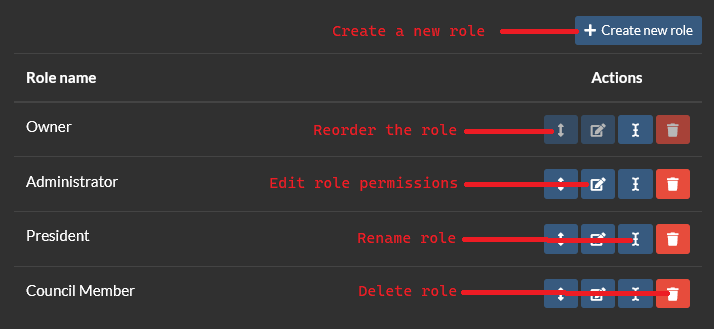 Create a new role + Create new role
Role name Actions
Owner Reorder the role
Administrator Edit role permissions
President Rename role
Council Member Delete role